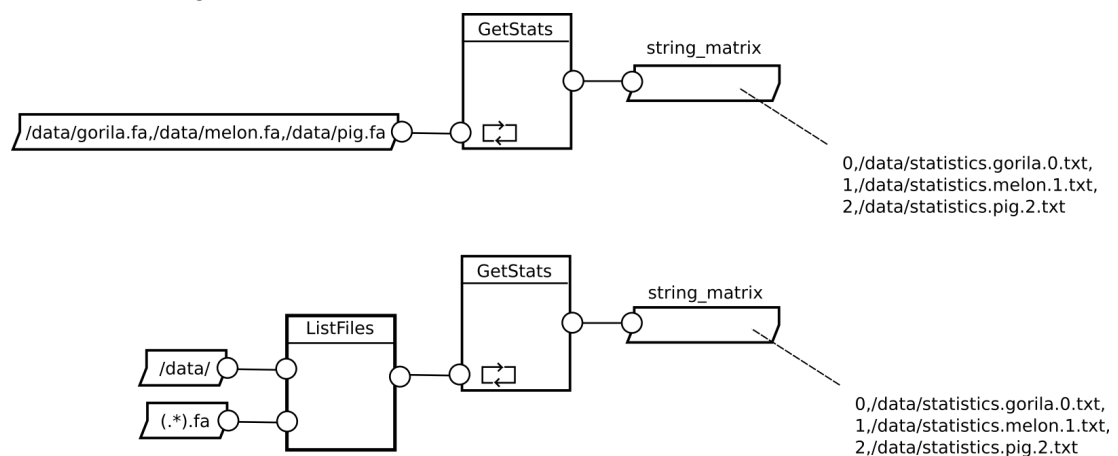 GetStats
string_matrix
/data/gorila.fa,/data/melon.fa,/data/pig.fa
0,/data/statistics.gorila.0.txt,
1,/data/statistics.melon.1.txt,
2,/data/statistics.pig.2.txt
GetStats
string_matrix
ListFiles
/data/
(.*).fa
0,/data/statistics.gorila.0.txt,
1,/data/statistics.melon.1.txt,
2,/data/statistics.pig.2.txt